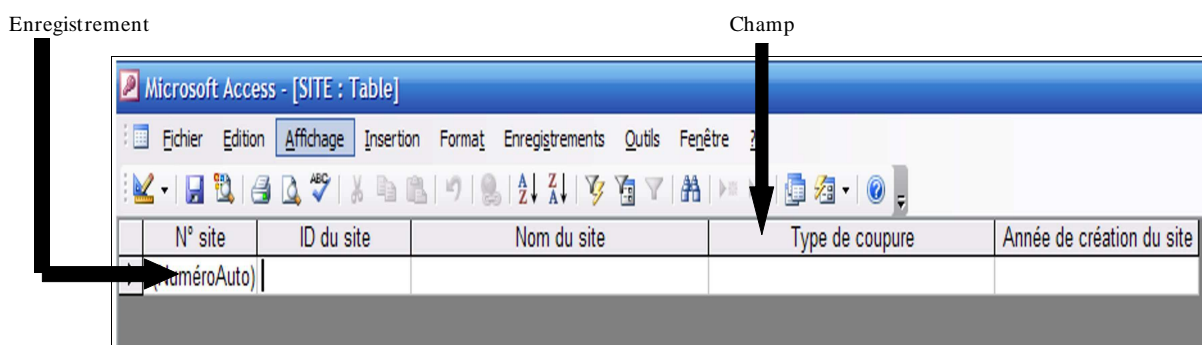 Enregistrement Champ
Microsoft Access - [SITE : Table]
Fichier Edition Affichage Insertion Format Enregistrements Outils Fenêtre ?
N° site ID du site Nom du site Type de coupure Année de création du site
(NuméroAuto)